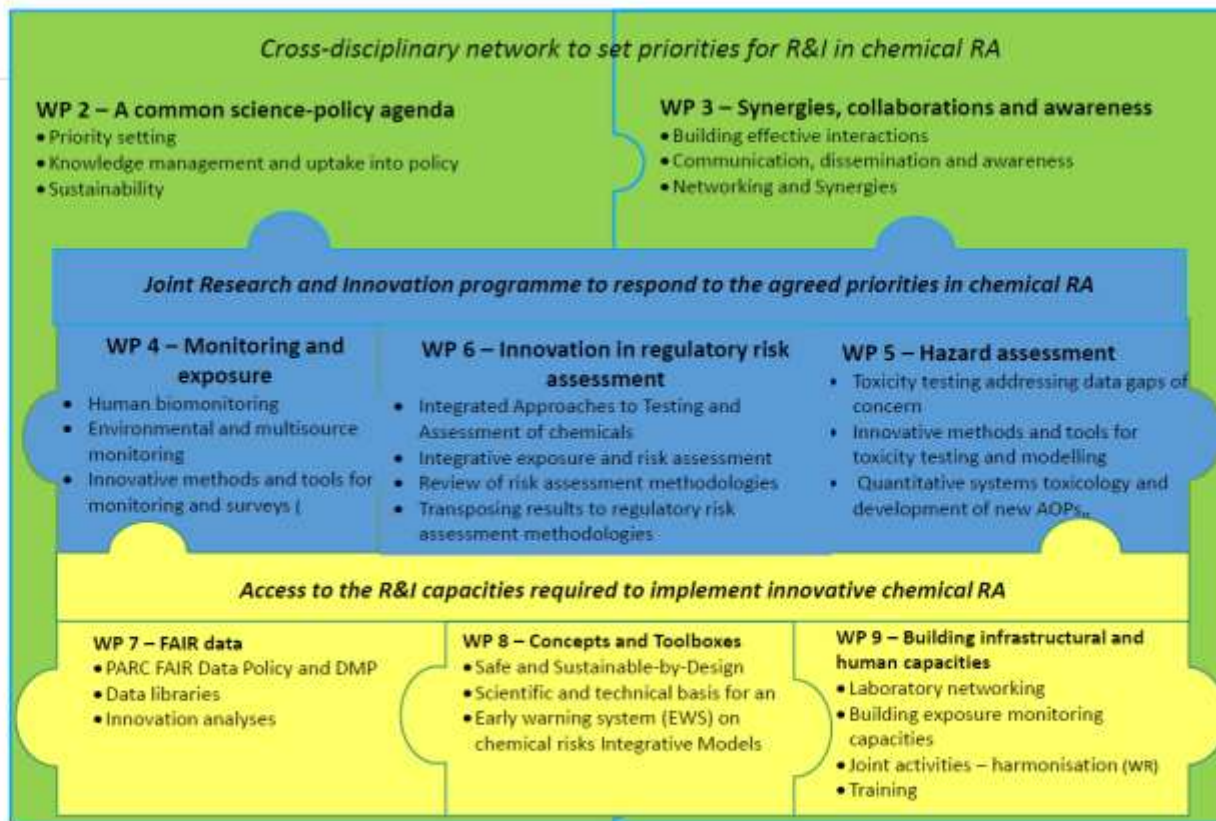 Cross-disciplinary network to set priorities for R&I in chemical RA
WP 2 – A common science-policy agenda
• Priority setting
• Knowledge management and uptake into policy
• Sustainability
WP 3 – Synergies, collaborations and awareness
• Building effective interactions
• Communication, dissemination and awareness
• Networking and Synergies
Joint Research and Innovation programme to respond to the agreed priorities in chemical RA
WP 4 – Monitoring and
exposure
• Human biomonitoring
• Environmental and multisource
monitoring
• Innovative methods and tools for
monitoring and surveys (
WP 6 – Innovation in regulatory risk
assessment
• Integrated Approaches to Testing and
Assessment of chemicals
• Integrative exposure and risk assessment
• Review of risk assessment methodologies
• Transposing results to regulatory risk
assessment methodologies
WP 5 – Hazard assessment
• Toxicity testing addressing data gaps of
concern
• Innovative methods and tools for
toxicity testing and modelling
• Quantitative systems toxicology and
development of new AOPs,,
Access to the R&I capacities required to implement innovative chemical RA
WP 7 – FAIR data
• PARC FAIR Data Policy and DMP
• Data libraries
• Innovation analyses
WP 8 – Concepts and Toolboxes
• Safe and Sustainable-by-Design
• Scientific and technical basis for an
• Early warning system (EWS) on
chemical risks Integrative Models
WP 9 – Building infrastructural and
human capacities
• Laboratory networking
• Building exposure monitoring
capacities
• Joint activities – harmonisation (WR)
• Training